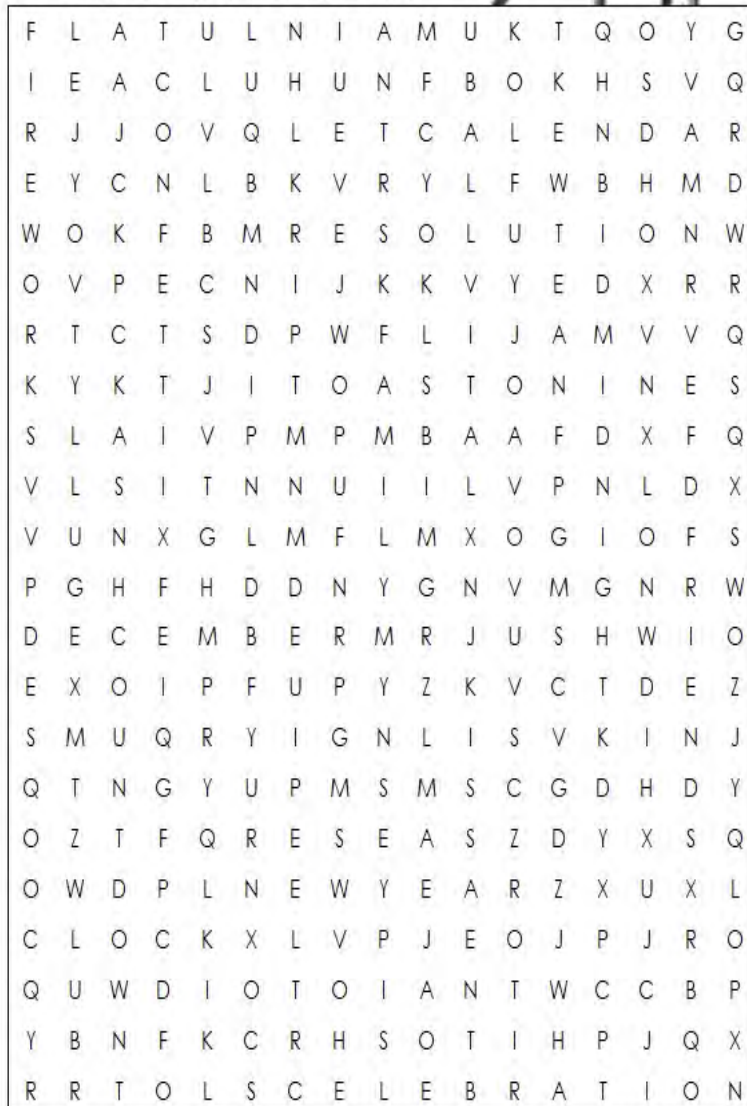 F L A T U L N I A M U K T Q O Y G
I E A C L U H U N F B O K H S V Q
R J J O V Q L E T C A L E N D A R
E Y C N L B K V R Y L F W B H M D
W O K F B M R E S O L U T I O N W
O V P E C N I J K K V Y E D X R R
R T C T S D P W F L I J A M V V Q
K Y K T J I T O A S T O N I N E S
S L A I V P M P M B A A F D X F Q
V L S I T N N U I I L V P N L D X
V U N X G L M F L M X O G I O F S
P G H F H D D N Y G N V M G N R W
D E C E M B E R M R J U S H W I O
E X O I P F U P Y Z K V C T D E Z
S M U Q R Y I G N L I S V K I N J
Q T N G Y U P M S M S C G D H D Y
O Z T F Q R E S E A S Z D Y X S Q
O W D P L N E W Y E A R Z X U X L
C L O C K X L V P J E O J P J R O
Q U W D I O T O I A N T W C C B P
Y B N F K C R H S O T I H P J Q X
R R T O L S C E L E B R A T I O N